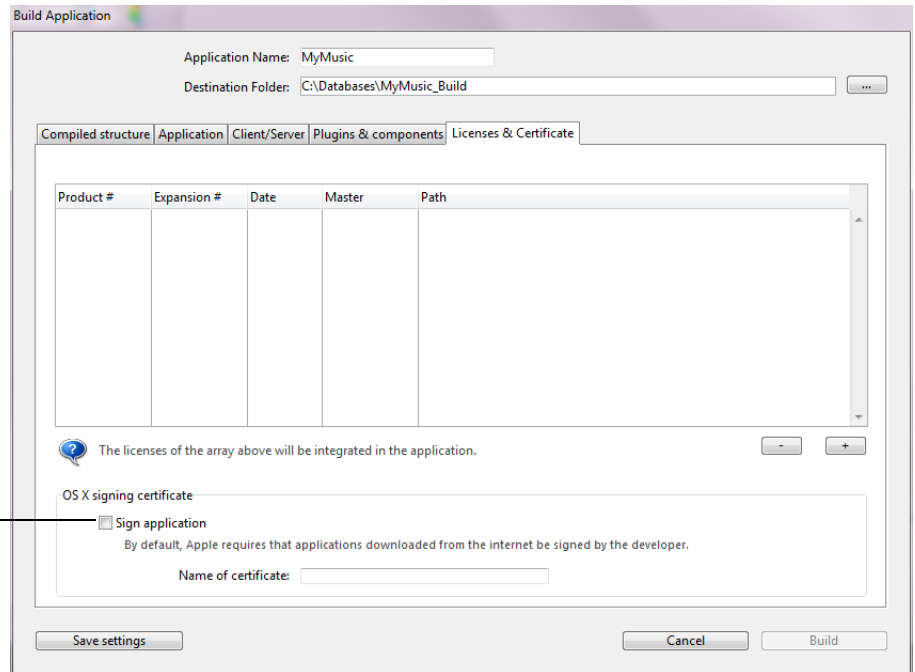 Build Application
Application Name: MyMusic
Destination Folder: C:\Databases\MyMusic_Build ...
Compiled structure Application Client/Server Plugins & components Licenses & Certificate
Product # Expansion # Date Master Path
The licenses of the array above will be integrated in the application. - +
OS X signing certificate
Sign application
By default, Apple requires that applications downloaded from the internet be signed by the developer.
Name of certificate:
Save settings Cancel Build